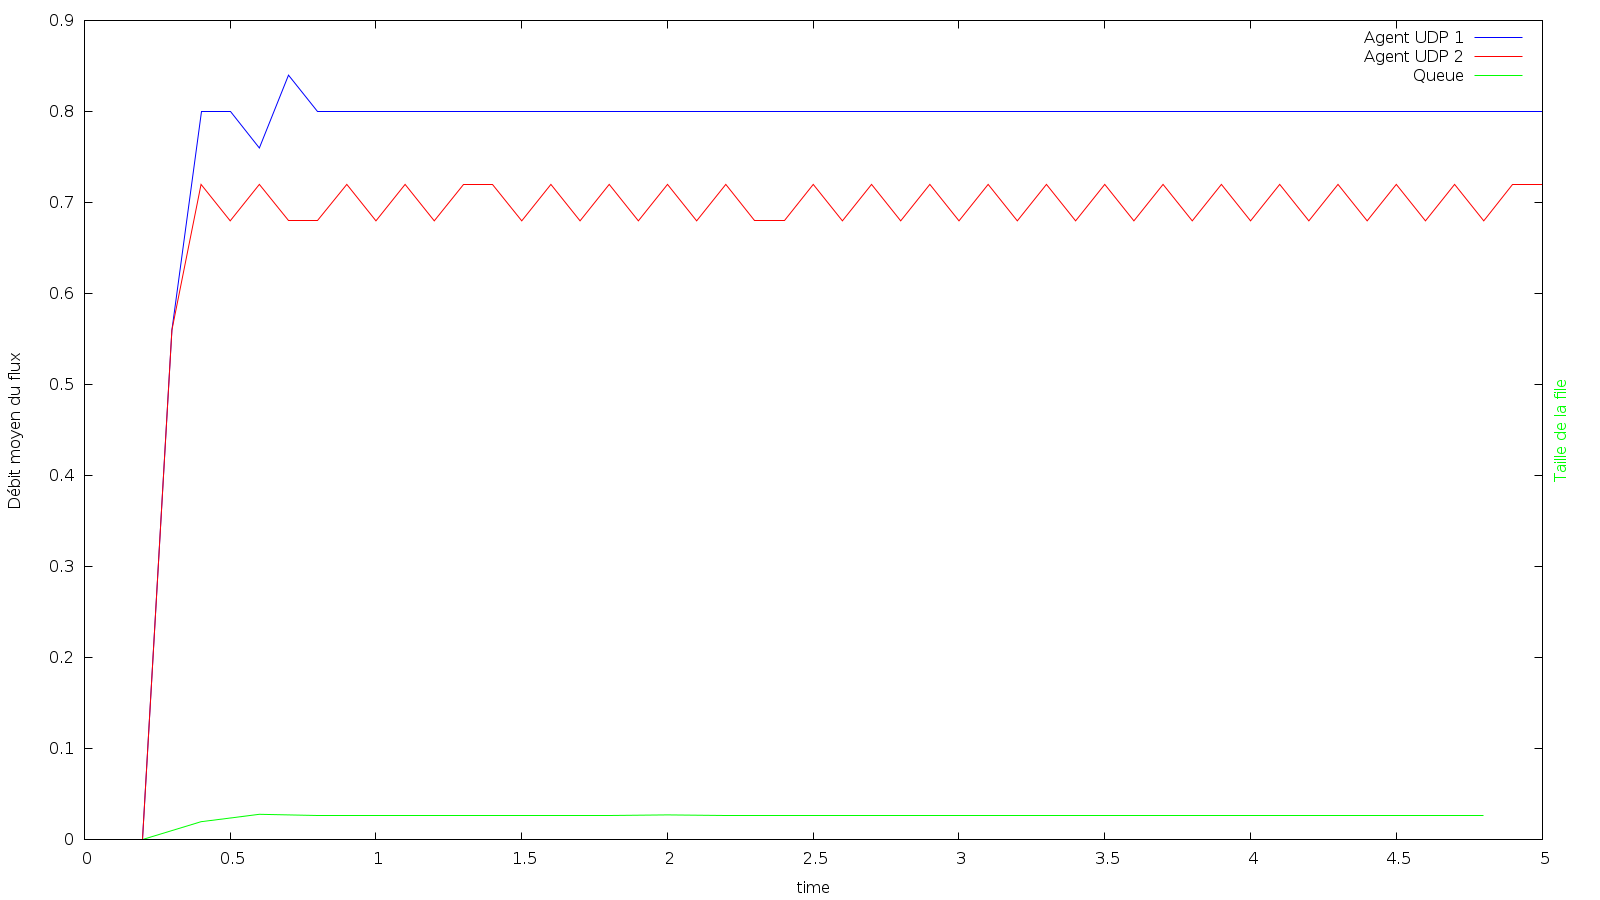 Agent UDP 1
Agent UDP 2
Queue
0.9
0.8
0.7
0.6
0.5
0.4
0.3
0.2
0.1
0
0 0.5 1 1.5 2 2.5 3 3.5 4 4.5 5
time
Débit moyen du flux
Taille de la file